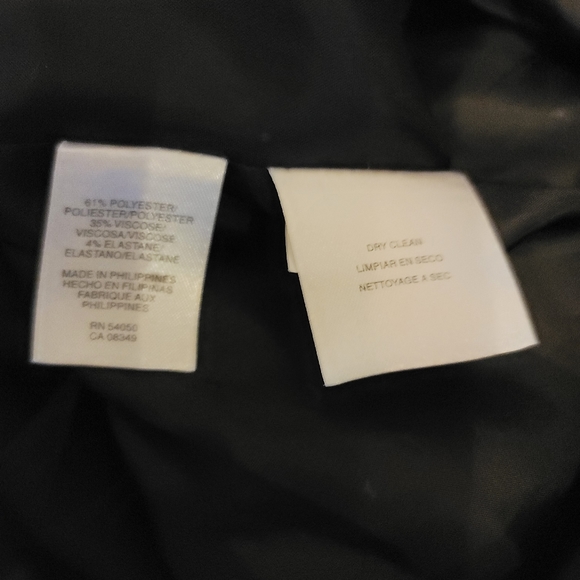 61% POLYESTER/
POLIESTER/POLYESTER
35% VISCOSE/
VISCOSA/VISCOSE
4% ELASTANE/
ELASTANO/ELASTANE
MADE IN PHILIPPINES
HECHO EN FILIPINAS
FABRIQUE AUX
PHILIPPINES
RN 54050
CA 08349
DRY CLEAN
LIMPIAR EN SECO
NETTOYAGE A SEC